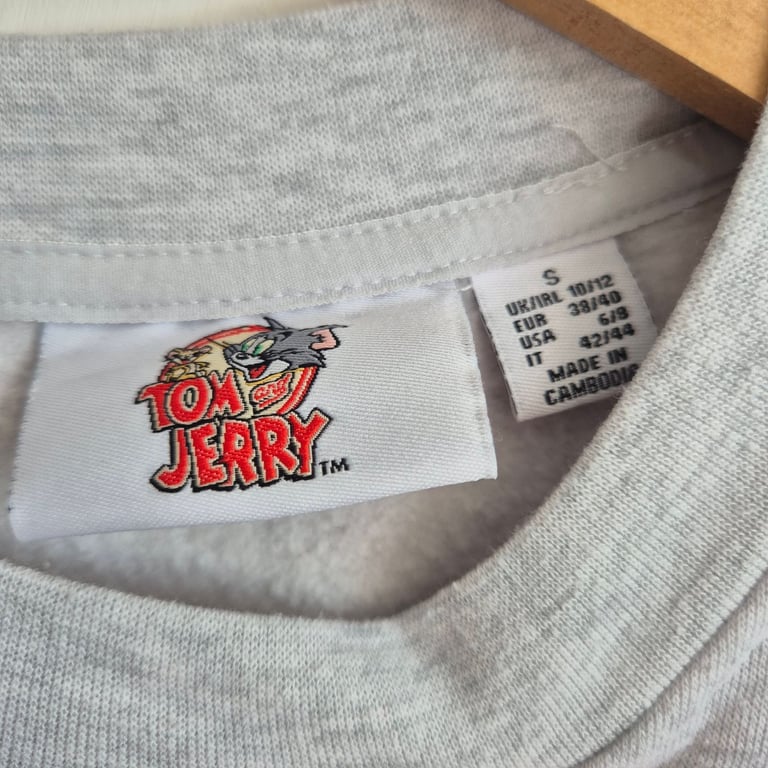 TOM and
JERRY TM
S
UK/IRL 10/12
EUR 38/40
USA 6/8
IT 42/44
MADE IN
CAMBODIA